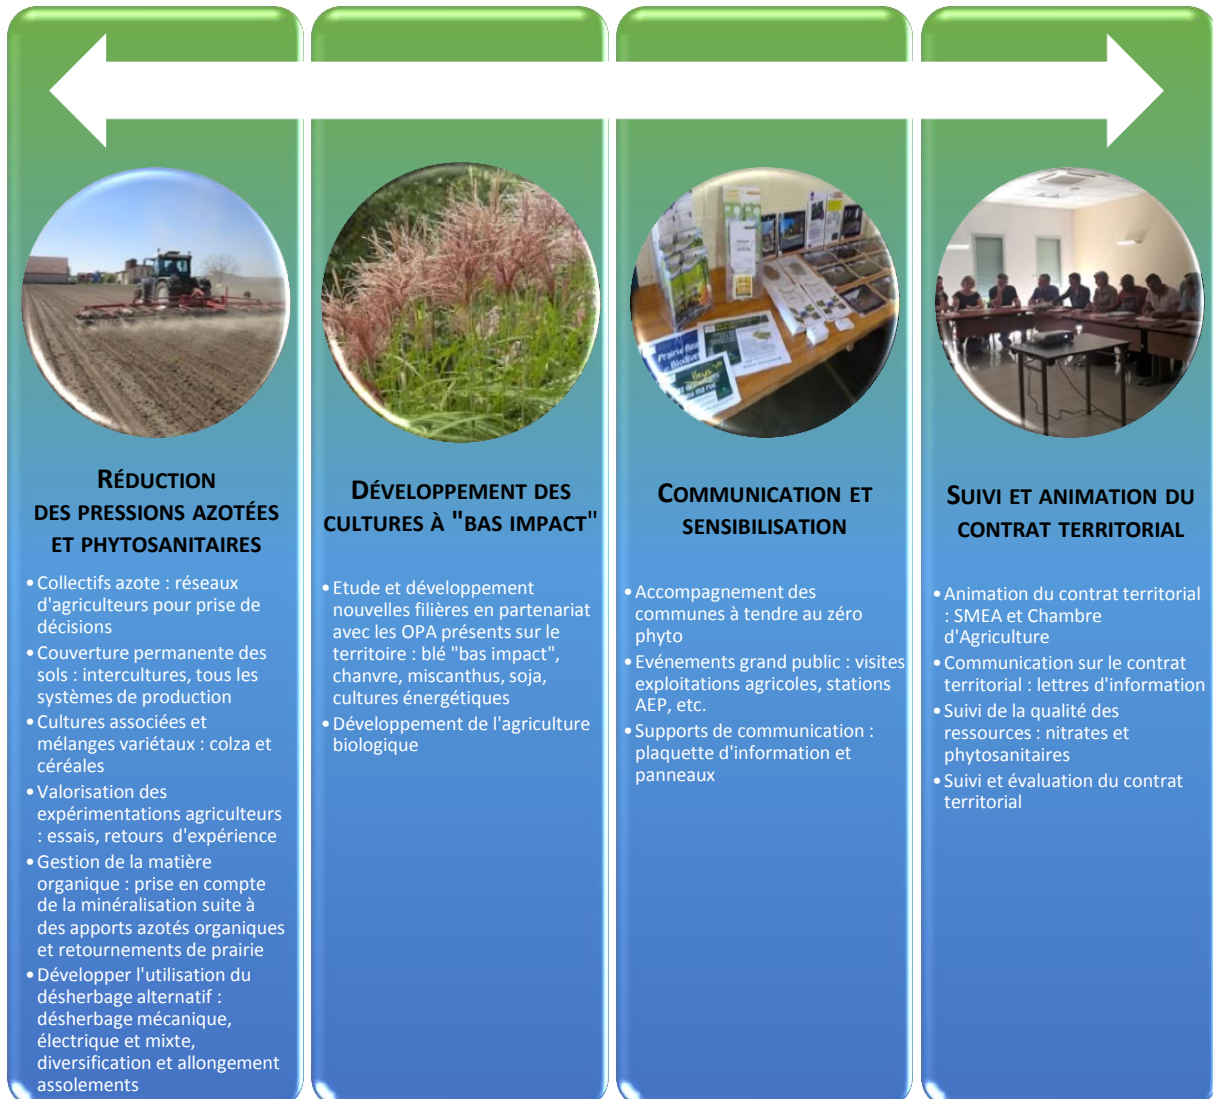 RÉDUCTION
DES PRESSIONS AZOTÉES
ET PHYTOSANITAIRES
•Collectifs azote : réseaux
d'agriculteurs pour prise de
décisions
•Couverture permanente des
sols : intercultures, tous les
systèmes de production
•Cultures associées et
mélanges variétaux : colza et
céréales
•Valorisation des
expérimentations agriculteurs
: essais, retours d'expérience
•Gestion de la matière
organique : prise en compte
de la minéralisation suite à
des apports azotés organiques
et retournements de prairie
•Développer l'utilisation du
désherbage alternatif :
désherbage mécanique,
électrique et mixte,
diversification et allongement
assolements
DÉVELOPPEMENT DES
CULTURES À "BAS IMPACT"
•Etude et développement
nouvelles filières en partenariat
avec les OPA présents sur le
territoire : blé "bas impact",
chanvre, miscanthus, soja,
cultures énergétiques
•Développement de l'agriculture
biologique
Prairie
COMMUNICATION ET
SENSIBILISATION
•Accompagnement des
communes à tendre au zéro
phyto
•Evénements grand public : visites
exploitations agricoles, stations
AEP, etc.
•Supports de communication :
plaquette d'information et
panneaux
SUIVI ET ANIMATION DU
CONTRAT TERRITORIAL
•Animation du contrat territorial
: SMEA et Chambre
d'Agriculture
•Communication sur le contrat
territorial : lettres d'information
•Suivi de la qualité des
ressources : nitrates et
phytosanitaires
•Suivi et évaluation du contrat
territorial